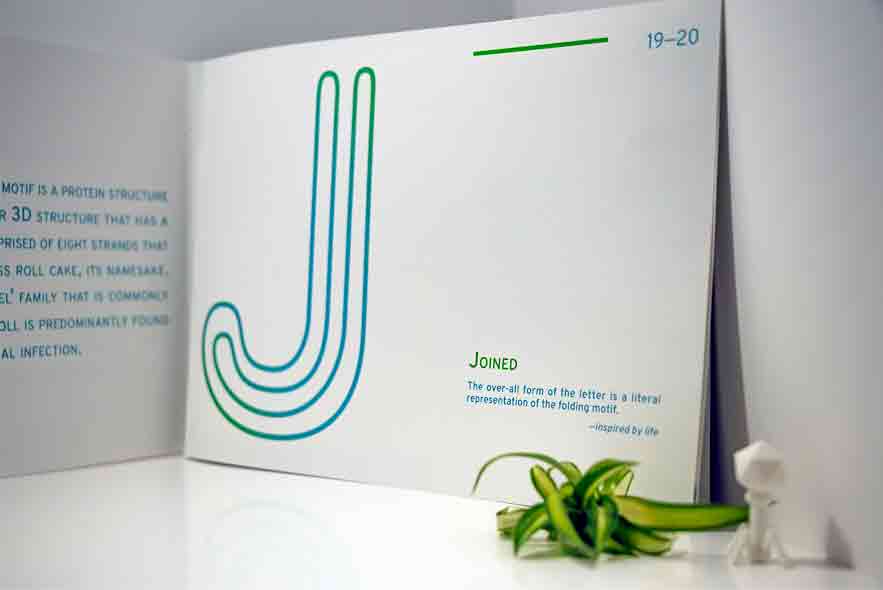 MOTIF IS A PROTEIN STRUCTURE
R 3D STRUCTURE THAT HAS A
PRISED OF EIGHT STRANDS THAT
SS ROLL CAKE, ITS NAMESAKE.
EL' FAMILY THAT IS COMMONLY
OLL IS PREDOMINANTLY FOUND
AL INFECTION.
19–20
J
JOINED
The over-all form of the letter is a literal
representation of the folding motif.
—inspired by life